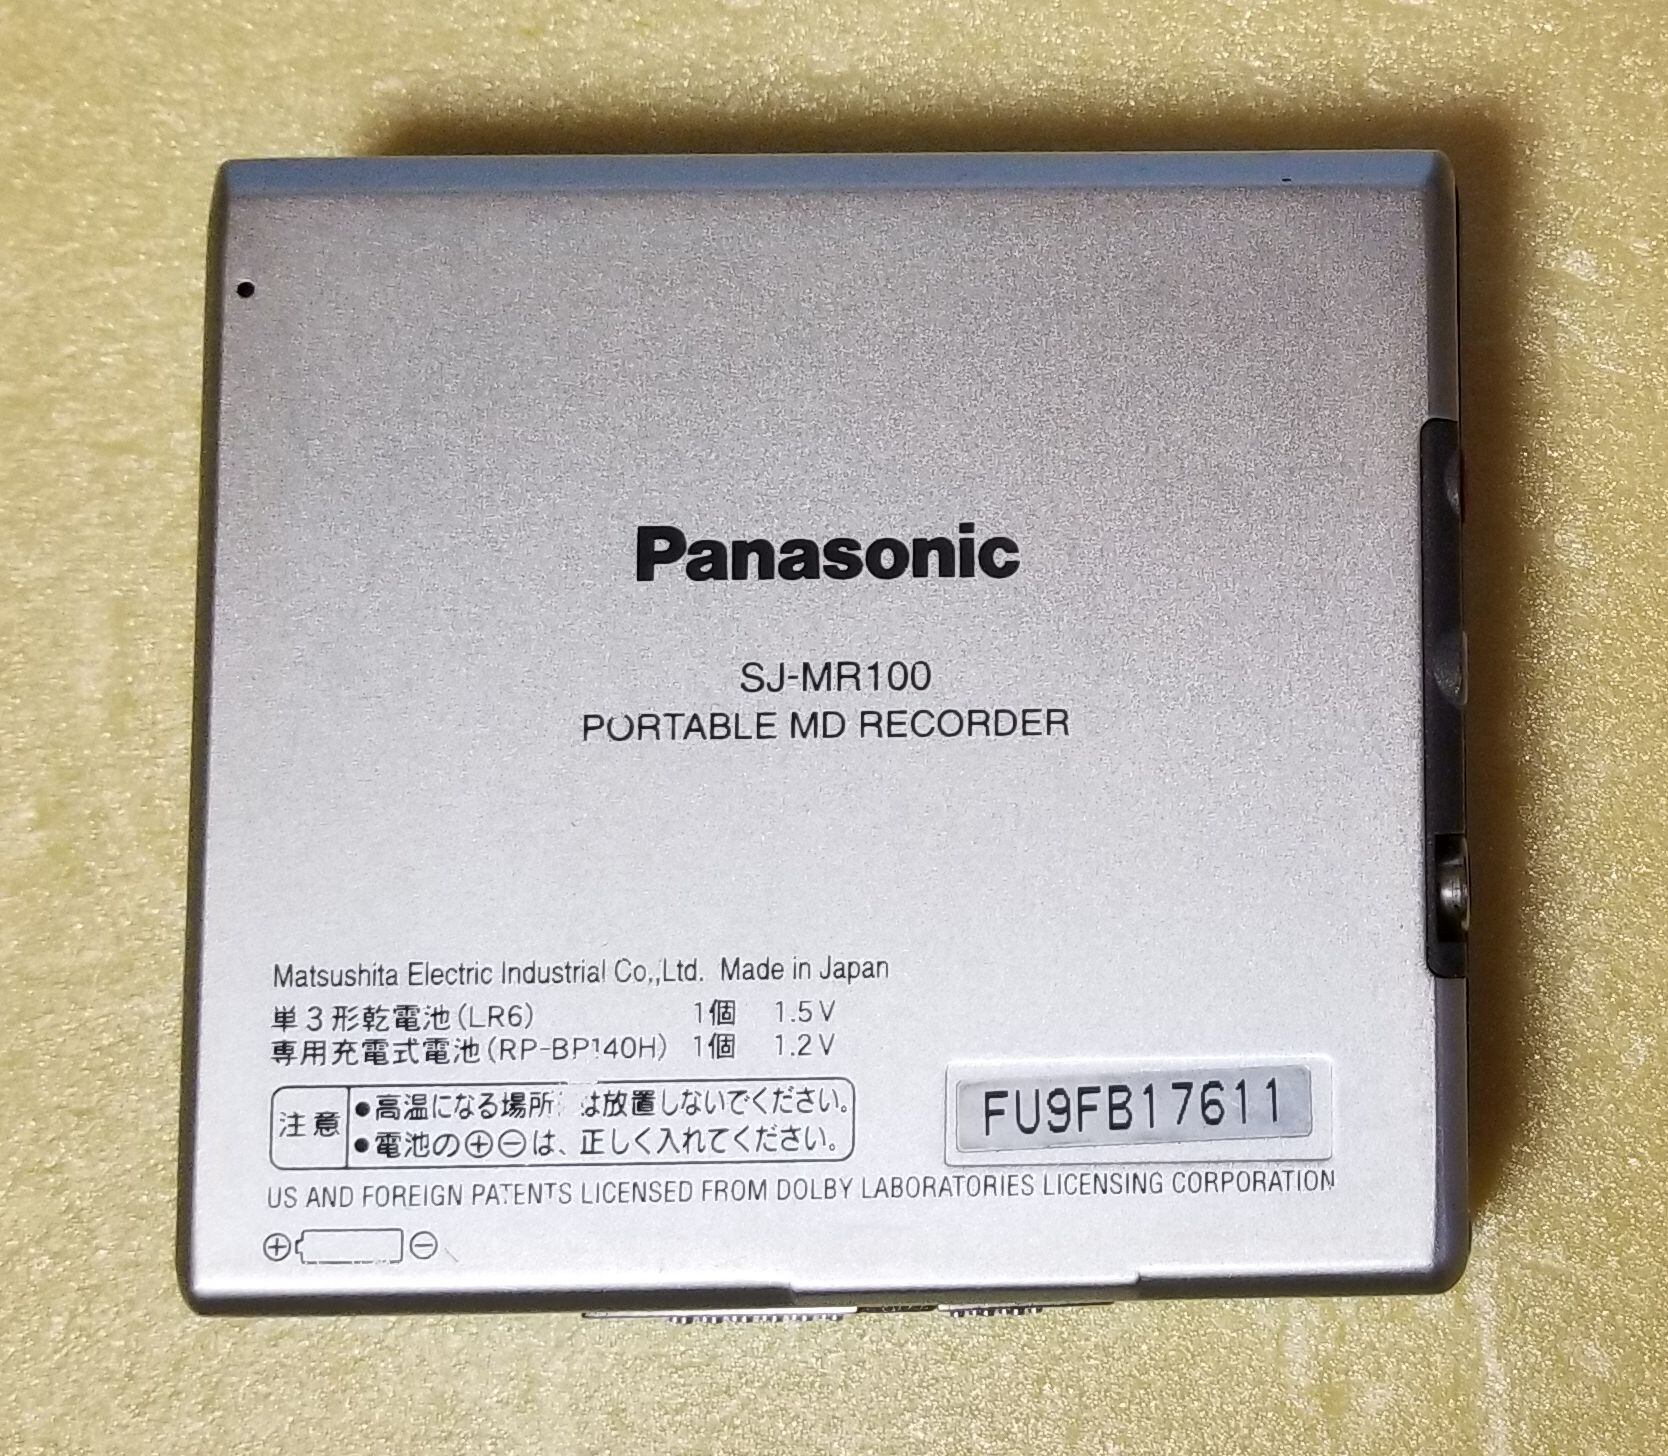 Panasonic
SJ-MR100
PORTABLE MD RECORDER
Matsushita Electric Industrial Co.,Ltd. Made in Japan
単3形乾電池(LR6) 1個 1.5V
専用充電式電池(RP-BP140H) 1個 1.2V
注意
●高温になる場所には放置しないでください。
●電池の⊕⊖は、正しく入れてください。
FU9FB17611
US AND FOREIGN PATENTS LICENSED FROM DOLBY LABORATORIES LICENSING CORPORATION
⊕ ⊖